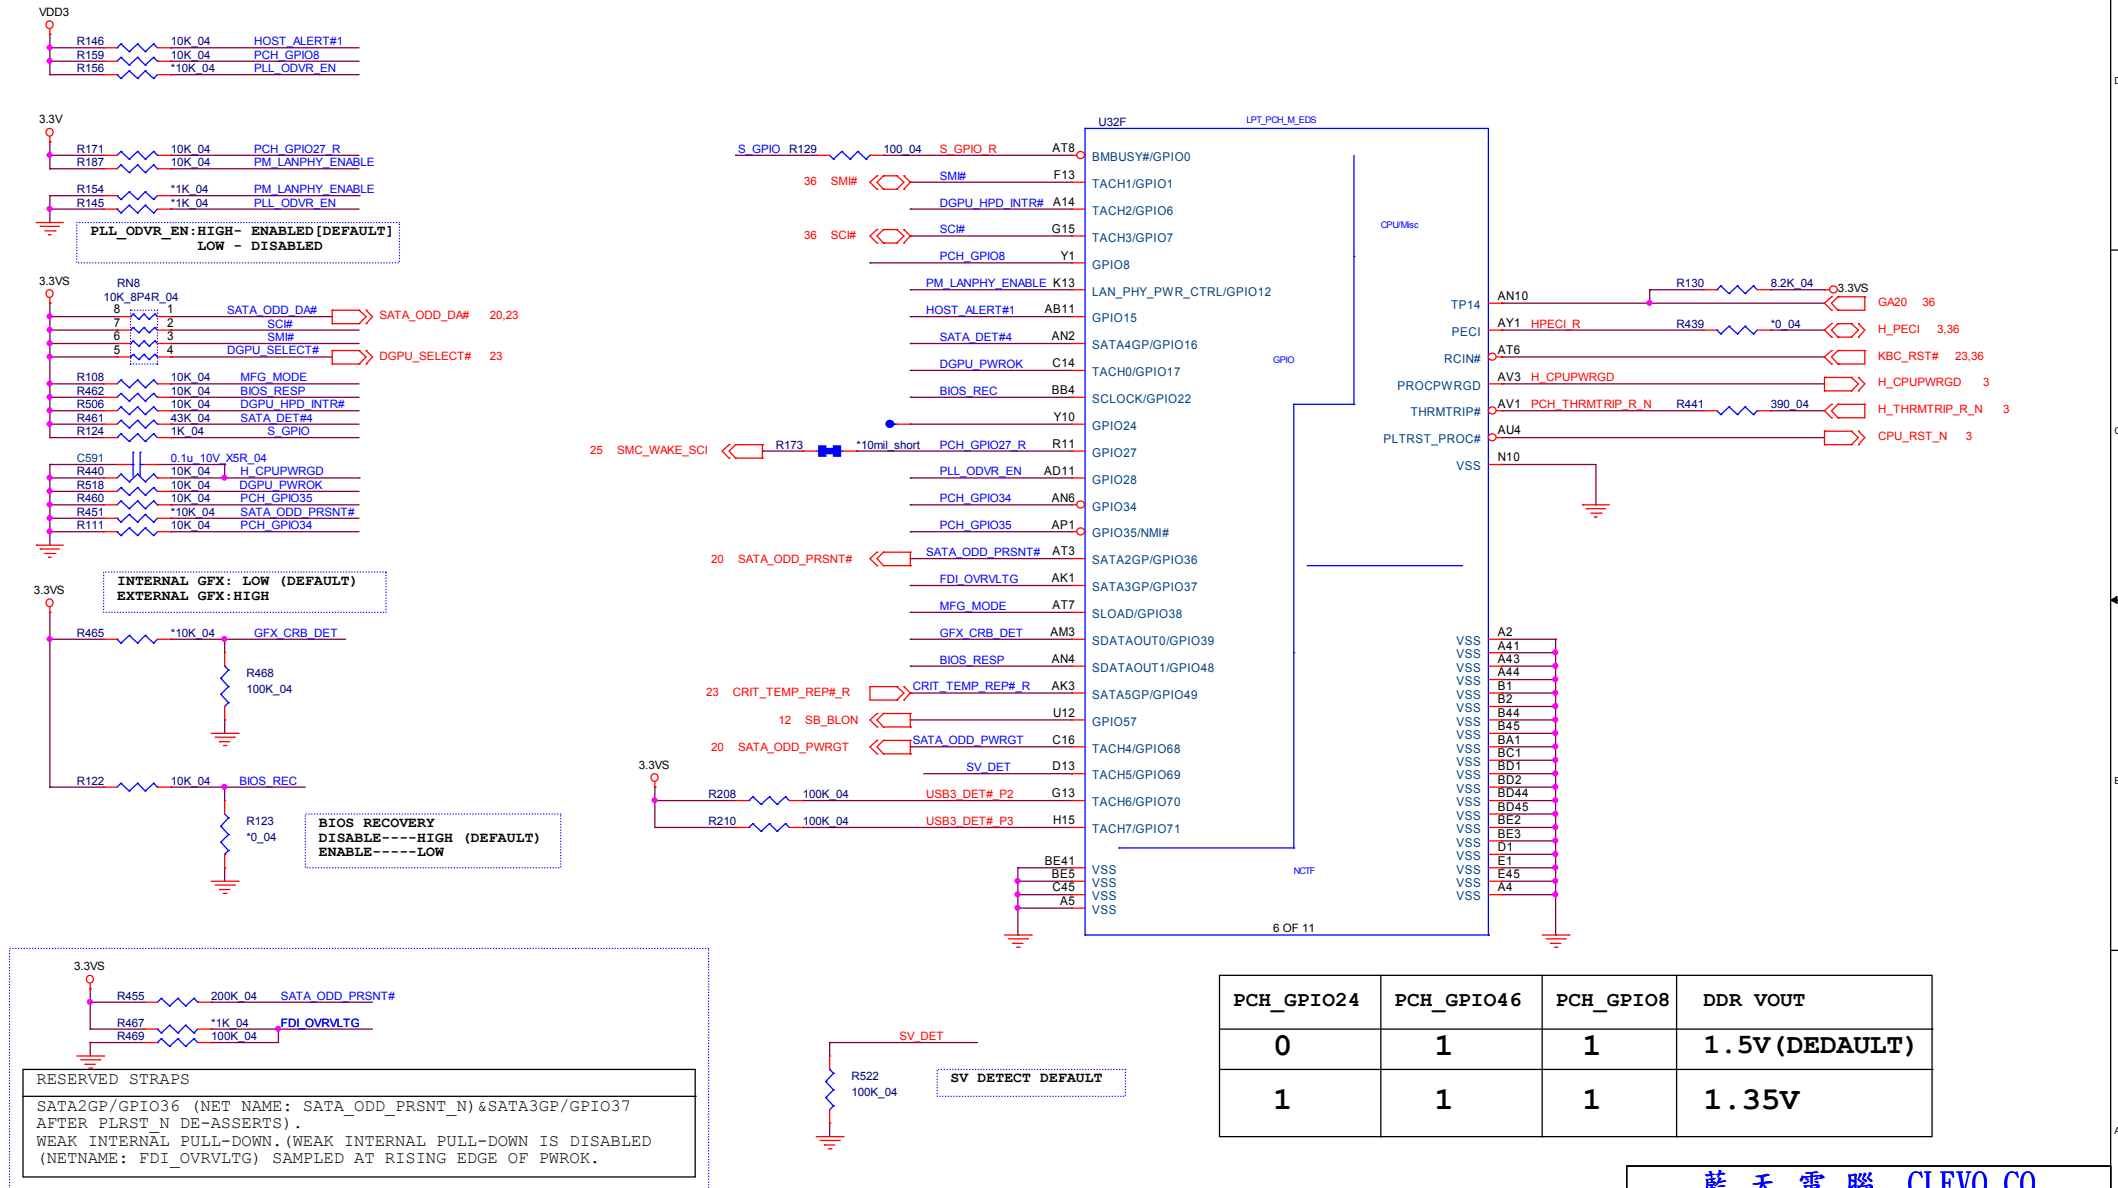 VDD3
R146 10K_04 HOST_ALERT#1
R159 10K_04 PCH_GPIO8
R156 *10K_04 PLL_ODVR_EN
3.3V
R171 10K_04 PCH_GPIO27_R
R187 10K_04 PM_LANPHY_ENABLE
R154 *1K_04 PM_LANPHY_ENABLE
R145 *1K_04 PLL_ODVR_EN
PLL_ODVR_EN:HIGH- ENABLED[DEFAULT]
LOW - DISABLED
3.3VS
RN8
10K_8P4R_04
8 1 SATA_ODD_DA# SATA_ODD_DA# 20,23
7 2 SCI#
6 3 SMI#
5 4 DGPU_SELECT# DGPU_SELECT# 23
R108 10K_04 MFG_MODE
R462 10K_04 BIOS_RESP
R506 10K_04 DGPU_HPD_INTR#
R461 43K_04 SATA_DET#4
R124 1K_04 S_GPIO
C591 0.1u_10V_X5R_04
R440 10K_04 H_CPUPWRGD
R518 10K_04 DGPU_PWROK
R460 10K_04 PCH_GPIO35
R451 *10K_04 SATA_ODD_PRSNT#
R111 10K_04 PCH_GPIO34
INTERNAL GFX: LOW (DEFAULT)
EXTERNAL GFX:HIGH
3.3VS
R465 *10K_04 GFX_CRB_DET
R468
100K_04
R122 10K_04 BIOS_REC
R123
*0_04
BIOS RECOVERY
DISABLE----HIGH (DEFAULT)
ENABLE-----LOW
3.3VS
R455 200K_04 SATA_ODD_PRSNT#
R467 *1K_04 FDI_OVRVLTG
R469 100K_04
RESERVED STRAPS
SATA2GP/GPIO36 (NET NAME: SATA_ODD_PRSNT_N)&SATA3GP/GPIO37
AFTER PLRST_N DE-ASSERTS).
WEAK INTERNAL PULL-DOWN.(WEAK INTERNAL PULL-DOWN IS DISABLED
(NETNAME: FDI_OVRVLTG) SAMPLED AT RISING EDGE OF PWROK.
U32F LPT_PCH_M_EDS
S_GPIO R129 100_04 S_GPIO_R AT8 BMBUSY#/GPIO0
36 SMI# SMI# F13 TACH1/GPIO1
DGPU_HPD_INTR# A14 TACH2/GPIO6
36 SCI# SCI# G15 TACH3/GPIO7
PCH_GPIO8 Y1 GPIO8
PM_LANPHY_ENABLE K13 LAN_PHY_PWR_CTRL/GPIO12
HOST_ALERT#1 AB11 GPIO15
SATA_DET#4 AN2 SATA4GP/GPIO16
DGPU_PWROK C14 TACH0/GPIO17
BIOS_REC BB4 SCLOCK/GPIO22
Y10 GPIO24
25 SMC_WAKE_SCI R173 *10mil_short PCH_GPIO27_R R11 GPIO27
PLL_ODVR_EN AD11 GPIO28
PCH_GPIO34 AN6 GPIO34
PCH_GPIO35 AP1 GPIO35/NMI#
20 SATA_ODD_PRSNT# SATA_ODD_PRSNT# AT3 SATA2GP/GPIO36
FDI_OVRVLTG AK1 SATA3GP/GPIO37
MFG_MODE AT7 SLOAD/GPIO38
GFX_CRB_DET AM3 SDATAOUT0/GPIO39
BIOS_RESP AN4 SDATAOUT1/GPIO48
23 CRIT_TEMP_REP#_R CRIT_TEMP_REP#_R AK3 SATA5GP/GPIO49
12 SB_BLON U12 GPIO57
20 SATA_ODD_PWRGT SATA_ODD_PWRGT C16 TACH4/GPIO68
SV_DET D13 TACH5/GPIO69
3.3VS
R208 100K_04 USB3_DET#_P2 G13 TACH6/GPIO70
R210 100K_04 USB3_DET#_P3 H15 TACH7/GPIO71
BE41 VSS
BE5 VSS
C45 VSS
A5 VSS
CPU/Misc
GPIO
NCTF
6 OF 11
R130 8.2K_04 3.3VS
TP14 AN10 GA20 36
PECI AY1 HPECI_R R439 *0_04 H_PECI 3,36
RCIN# AT6 KBC_RST# 23,36
PROCPWRGD AV3 H_CPUPWRGD H_CPUPWRGD 3
THRMTRIP# AV1 PCH_THRMTRIP_R_N R441 390_04 H_THRMTRIP_R_N 3
PLTRST_PROC# AU4 CPU_RST_N 3
VSS N10
VSS A2
VSS A41
VSS A43
VSS A44
VSS B1
VSS B2
VSS B44
VSS B45
VSS BA1
VSS BC1
VSS BD1
VSS BD2
VSS BD44
VSS BD45
VSS BE2
VSS BE3
VSS D1
VSS E1
VSS E45
VSS A4
SV_DET
R522
100K_04
SV DETECT DEFAULT
PCH_GPIO24 PCH_GPIO46 PCH_GPIO8 DDR VOUT
0 1 1 1.5V(DEDAULT)
1 1 1 1.35V
藍 天 電 腦 CLEVO CO